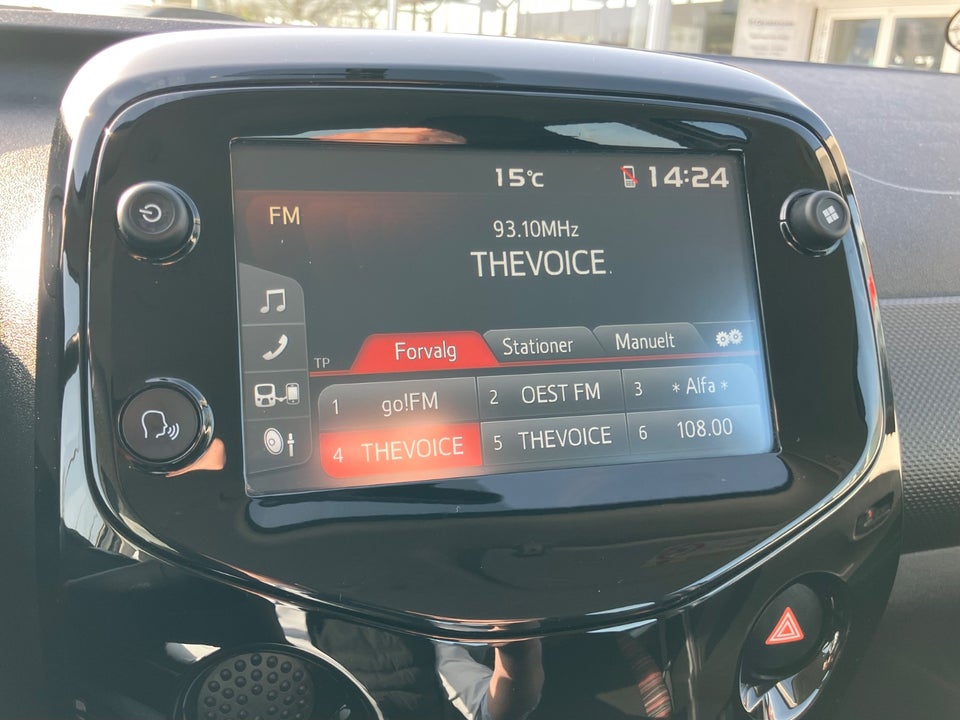 15°C 14:24
FM
93.10MHz
THEVOICE.
TP Forvalg Stationer Manuelt
1 go!FM 2 OEST FM 3 * Alfa *
4 THEVOICE 5 THEVOICE 6 108.00